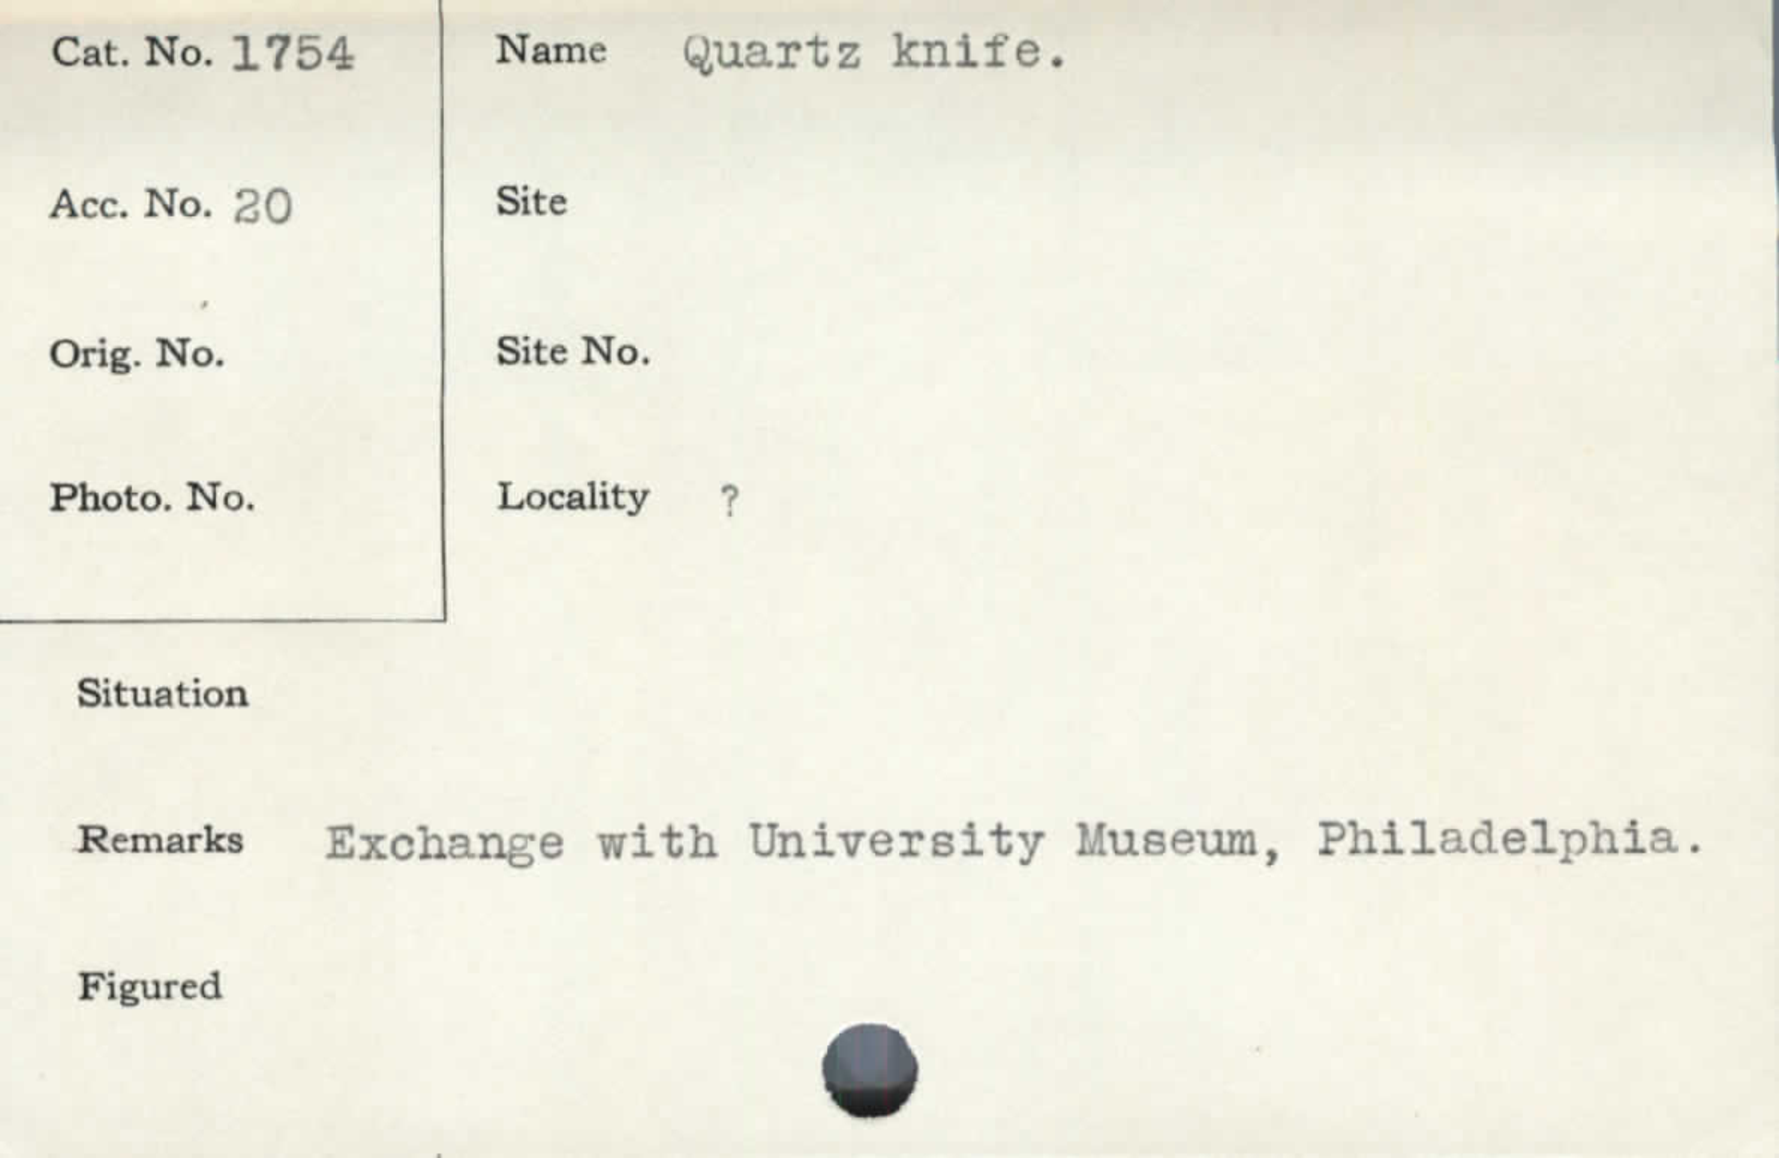 Cat. No. 1754
Name Quartz knife.
Acc. No. 20
Site
Orig. No.
Site No.
Photo. No.
Locality ?
Situation
Remarks Exchange with University Museum, Philadelphia.
Figured